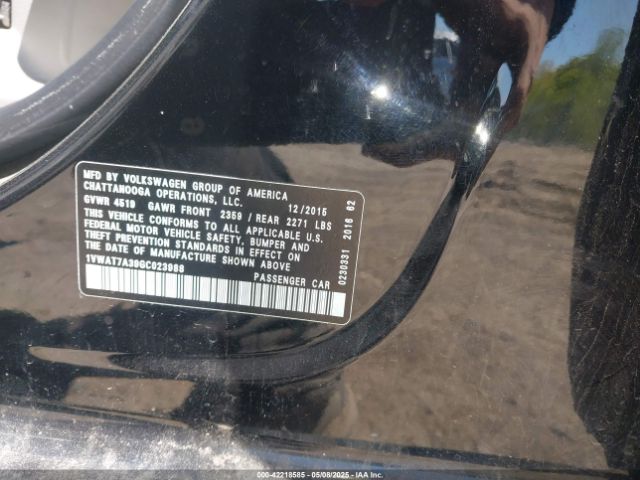 MFD BY VOLKSWAGEN GROUP OF AMERICA
CHATTANOOGA OPERATIONS, LLC. 12/2015
GVWR 4519 GAWR FRONT 2359 / REAR 2271 LBS
THIS VEHICLE CONFORMS TO ALL APPLICABLE U.S.
FEDERAL MOTOR VEHICLE SAFETY, BUMPER AND
THEFT PREVENTION STANDARDS IN EFFECT ON
THE DATE OF MANUFACTURE SHOWN ABOVE
1VWAT7A39GC023988 PASSENGER CAR
0230331 2016 62
000-42218585 - 05/08/2025 - IAA Inc.